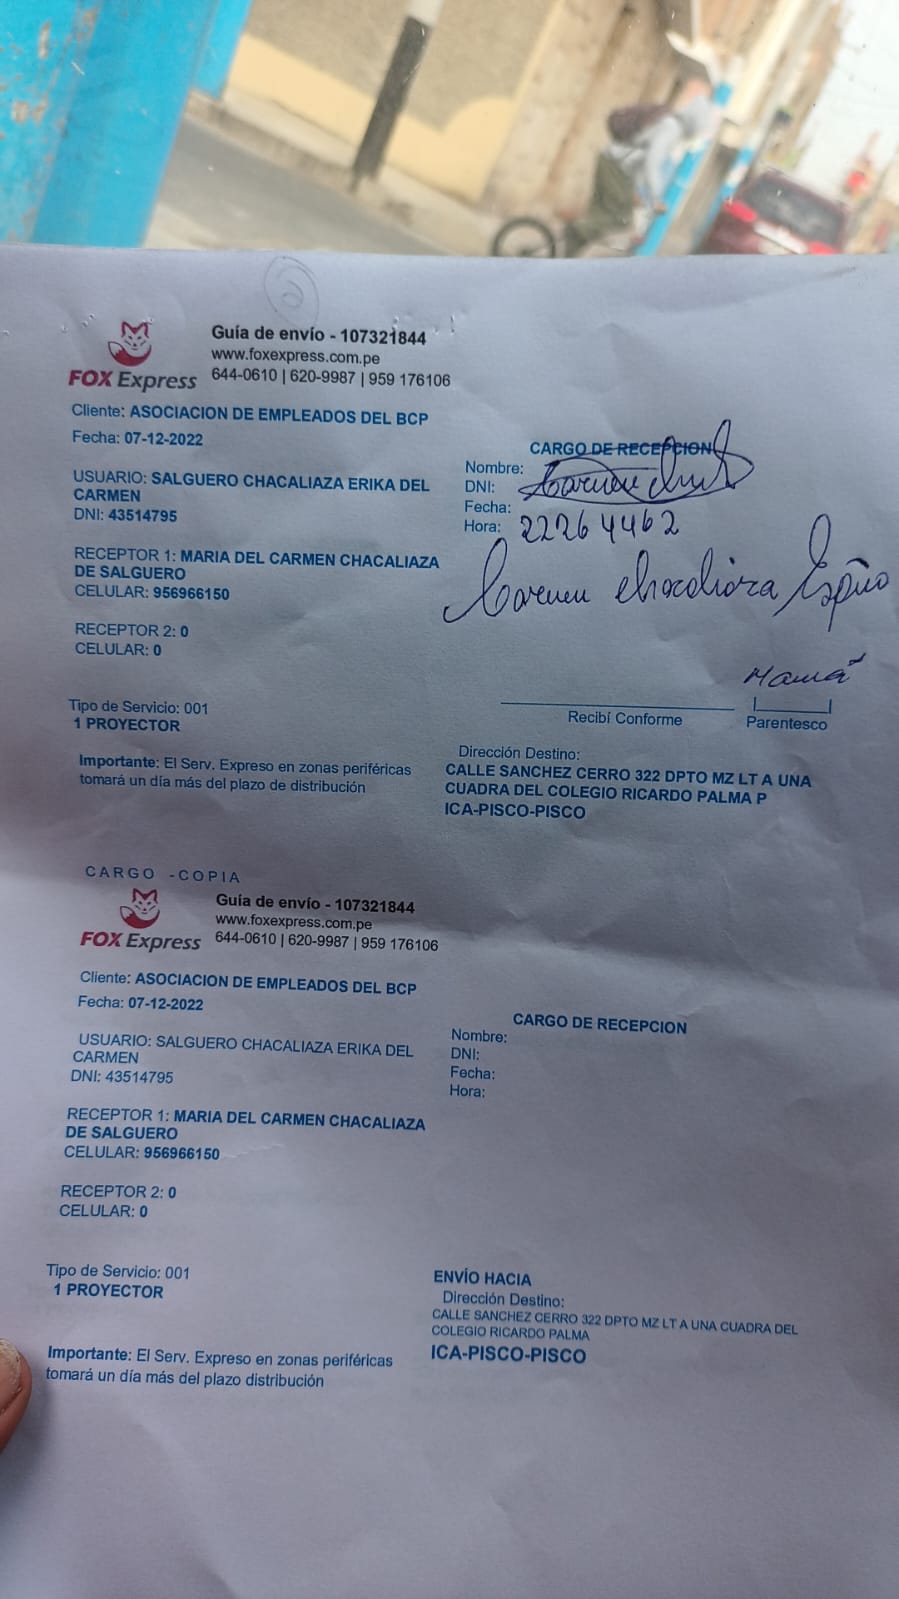 5
Guía de envío - 107321844
www.foxexpress.com.pe
644-0610 | 620-9987 | 959 176106
FOX Express
Cliente: ASOCIACION DE EMPLEADOS DEL BCP
Fecha: 07-12-2022
USUARIO: SALGUERO CHACALIAZA ERIKA DEL
CARMEN
DNI: 43514795
RECEPTOR 1: MARIA DEL CARMEN CHACALIAZA
DE SALGUERO
CELULAR: 956966150
RECEPTOR 2: 0
CELULAR: 0
CARGO DE RECEPCION
Nombre:
DNI:
Fecha:
Hora:
22264462
Carmen
Mamá
Recibí Conforme
Parentesco
Tipo de Servicio: 001
1 PROYECTOR
Importante: El Serv. Expreso en zonas periféricas
tomará un día más del plazo de distribución
Dirección Destino:
CALLE SANCHEZ CERRO 322 DPTO MZ LT A UNA
CUADRA DEL COLEGIO RICARDO PALMA P
ICA-PISCO-PISCO
CARGO -COPIA
Guía de envío - 107321844
www.foxexpress.com.pe
644-0610 | 620-9987 | 959 176106
FOX Express
Cliente: ASOCIACION DE EMPLEADOS DEL BCP
Fecha: 07-12-2022
USUARIO: SALGUERO CHACALIAZA ERIKA DEL
CARMEN
DNI: 43514795
RECEPTOR 1: MARIA DEL CARMEN CHACALIAZA
DE SALGUERO
CELULAR: 956966150
RECEPTOR 2: 0
CELULAR: 0
CARGO DE RECEPCION
Nombre:
DNI:
Fecha:
Hora:
Tipo de Servicio: 001
1 PROYECTOR
Importante: El Serv. Expreso en zonas periféricas
tomará un día más del plazo distribución
ENVÍO HACIA
Dirección Destino:
CALLE SANCHEZ CERRO 322 DPTO MZ LT A UNA CUADRA DEL
COLEGIO RICARDO PALMA
ICA-PISCO-PISCO